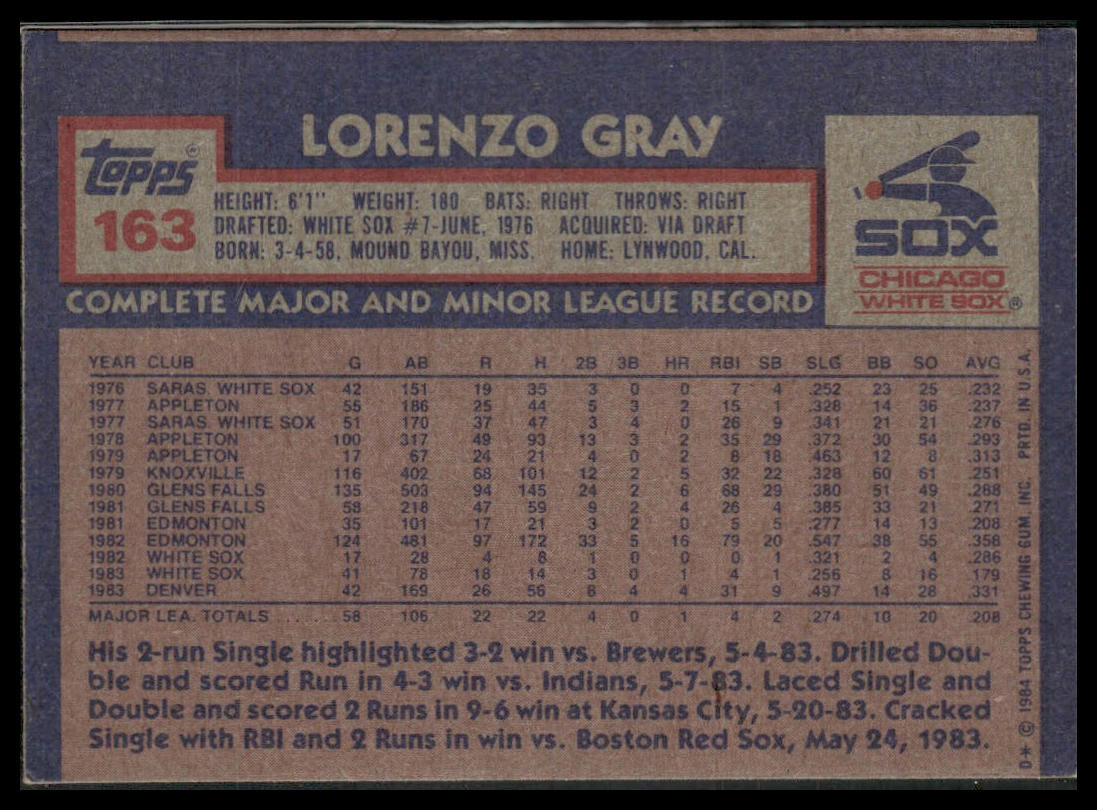 LORENZO GRAY
TOPPS®
163
HEIGHT: 6'1" WEIGHT: 180 BATS: RIGHT THROWS: RIGHT
DRAFTED: WHITE SOX #7-JUNE, 1976 ACQUIRED: VIA DRAFT
BORN: 3-4-58, MOUND BAYOU, MISS. HOME: LYNWOOD, CAL.
SOX
CHICAGO
WHITE SOX®
COMPLETE MAJOR AND MINOR LEAGUE RECORD
YEAR CLUB G AB R H 2B 3B HR RBI SB SLG BB SO AVG
1976 SARAS. WHITE SOX 42 151 19 35 3 0 0 7 4 .252 23 25 .232
1977 APPLETON 55 186 25 44 5 3 2 15 1 .328 14 36 .237
1977 SARAS. WHITE SOX 51 170 37 47 3 4 0 26 9 .341 21 21 .276
1978 APPLETON 100 317 49 93 13 3 2 35 29 .372 30 54 .293
1979 APPLETON 17 67 24 21 4 0 2 8 18 .463 12 8 .313
1979 KNOXVILLE 116 402 68 101 12 2 5 32 22 .328 60 61 .251
1980 GLENS FALLS 135 503 94 145 24 2 6 68 29 .380 51 49 .288
1981 GLENS FALLS 58 218 47 59 9 2 4 26 4 .385 33 21 .271
1981 EDMONTON 35 101 17 21 3 2 0 5 5 .277 14 13 .208
1982 EDMONTON 124 481 97 172 33 5 16 79 20 .547 38 55 .358
1982 WHITE SOX 17 28 4 8 1 0 0 0 1 .321 2 4 .286
1983 WHITE SOX 41 78 18 14 3 0 1 4 1 .256 8 16 .179
1983 DENVER 42 169 26 56 8 4 4 31 9 .497 14 28 .331
MAJOR LEA. TOTALS ...... 58 106 22 22 4 0 1 4 2 .274 10 20 .208
His 2-run Single highlighted 3-2 win vs. Brewers, 5-4-83. Drilled Dou-
ble and scored Run in 4-3 win vs. Indians, 5-7-83. Laced Single and
Double and scored 2 Runs in 9-6 win at Kansas City, 5-20-83. Cracked
Single with RBI and 2 Runs in win vs. Boston Red Sox, May 24, 1983.
D* © 1984 TOPPS CHEWING GUM, INC. PRTD. IN U.S.A.